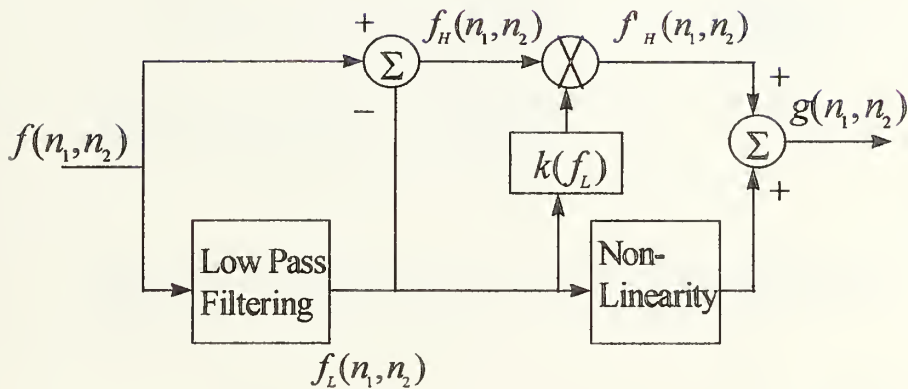 +
f_H(n_1,n_2)
f'_H(n_1,n_2)
Σ
−
+
g(n_1,n_2)
f(n_1,n_2)
k(f_L)
Σ
+
Low Pass
Filtering
Non-
Linearity
f_L(n_1,n_2)